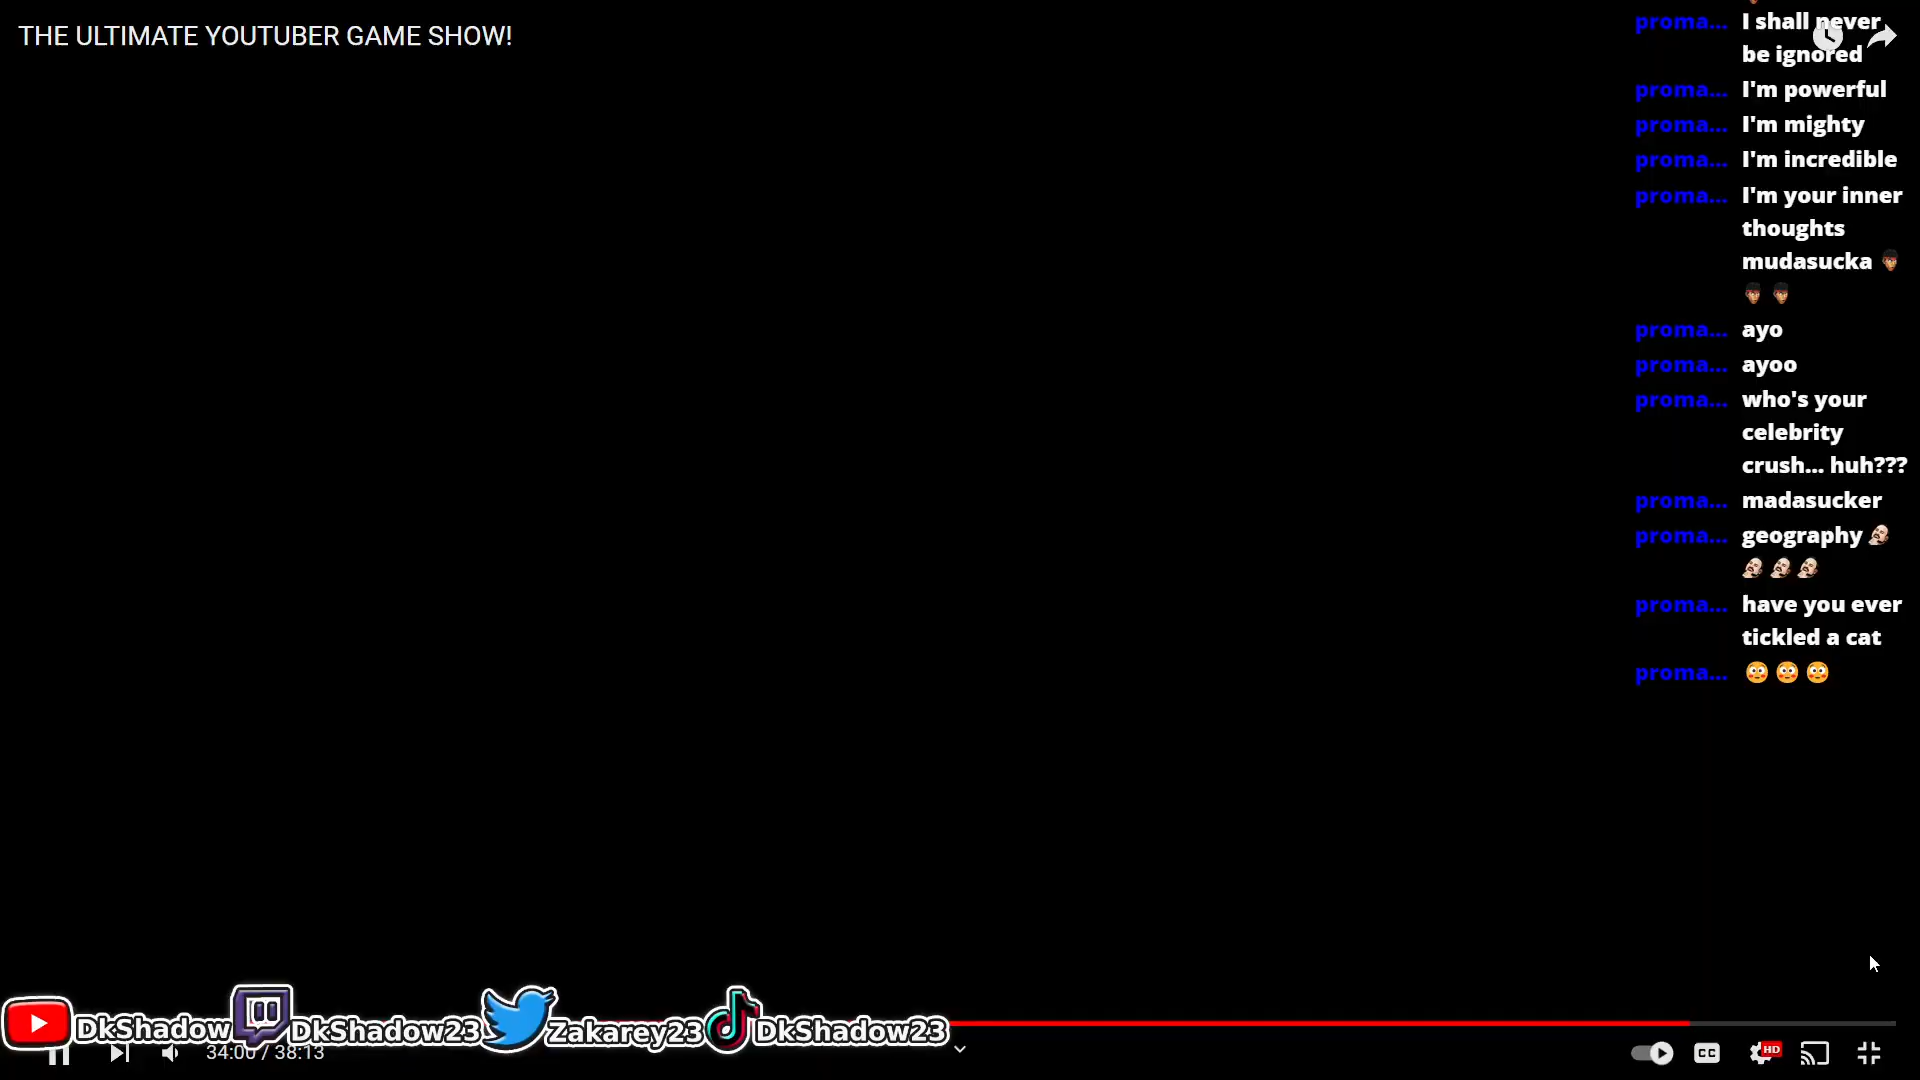 THE ULTIMATE YOUTUBER GAME SHOW!
proma... I shall never
be ignored
proma... I'm powerful
proma... I'm mighty
proma... I'm incredible
proma... I'm your inner
thoughts
mudasucka
proma... ayo
proma... ayoo
proma... who's your
celebrity
crush... huh???
proma... madasucker
proma... geography
proma... have you ever
tickled a cat
proma... 😳 😳 😳
DkShadow DkShadow23 Zakarey23 DkShadow23
34:00 / 38:13
CC HD